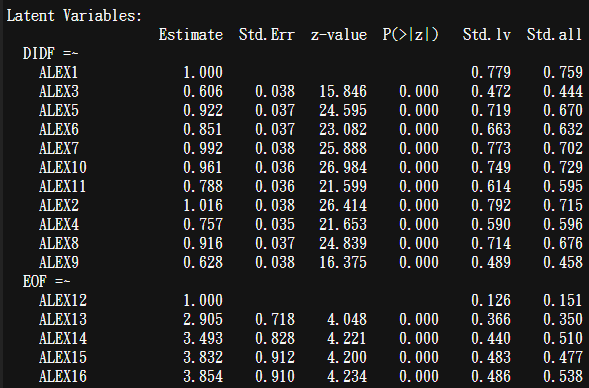 Latent Variables:
Estimate Std.Err z-value P(>|z|) Std.lv Std.all
DIDF =~
ALEX1 1.000 0.779 0.759
ALEX3 0.606 0.038 15.846 0.000 0.472 0.444
ALEX5 0.922 0.037 24.595 0.000 0.719 0.670
ALEX6 0.851 0.037 23.082 0.000 0.663 0.632
ALEX7 0.992 0.038 25.888 0.000 0.773 0.702
ALEX10 0.961 0.036 26.984 0.000 0.749 0.729
ALEX11 0.788 0.036 21.599 0.000 0.614 0.595
ALEX2 1.016 0.038 26.414 0.000 0.792 0.715
ALEX4 0.757 0.035 21.653 0.000 0.590 0.596
ALEX8 0.916 0.037 24.839 0.000 0.714 0.676
ALEX9 0.628 0.038 16.375 0.000 0.489 0.458
EOF =~
ALEX12 1.000 0.126 0.151
ALEX13 2.905 0.718 4.048 0.000 0.366 0.350
ALEX14 3.493 0.828 4.221 0.000 0.440 0.510
ALEX15 3.832 0.912 4.200 0.000 0.483 0.477
ALEX16 3.854 0.910 4.234 0.000 0.486 0.538